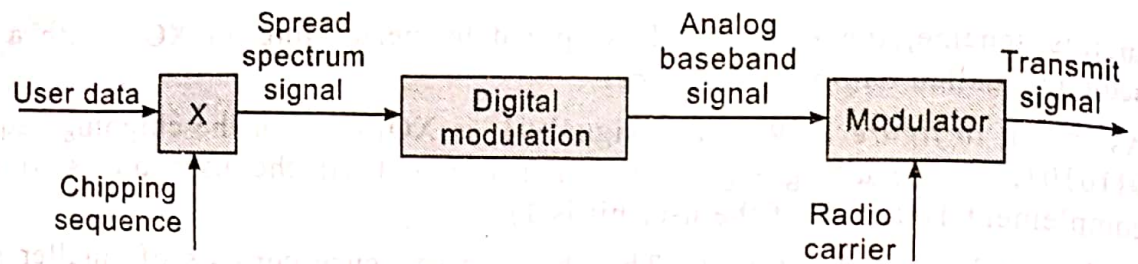 User data
X
Chipping
sequence
Spread
spectrum
signal
Digital
modulation
Analog
baseband
signal
Modulator
Radio
carrier
Transmit
signal